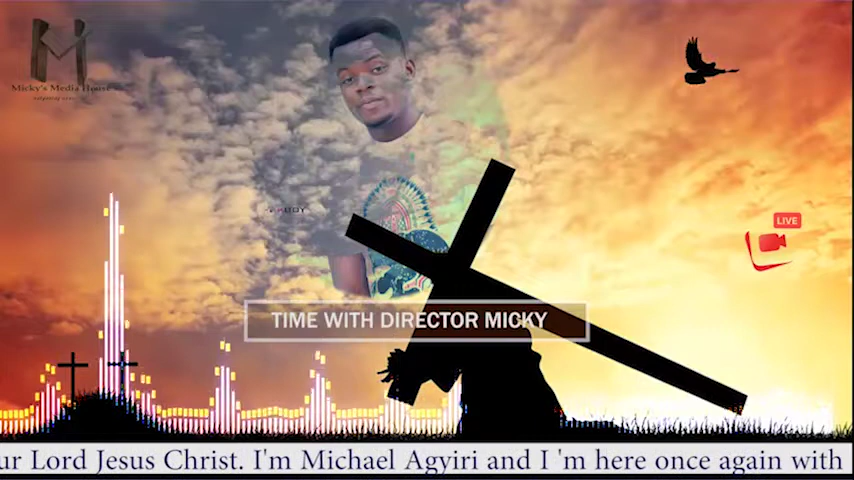 M
Micky's Media House
LIVE
TIME WITH DIRECTOR MICKY
ur Lord Jesus Christ. I'm Michael Agyiri and I 'm here once again with